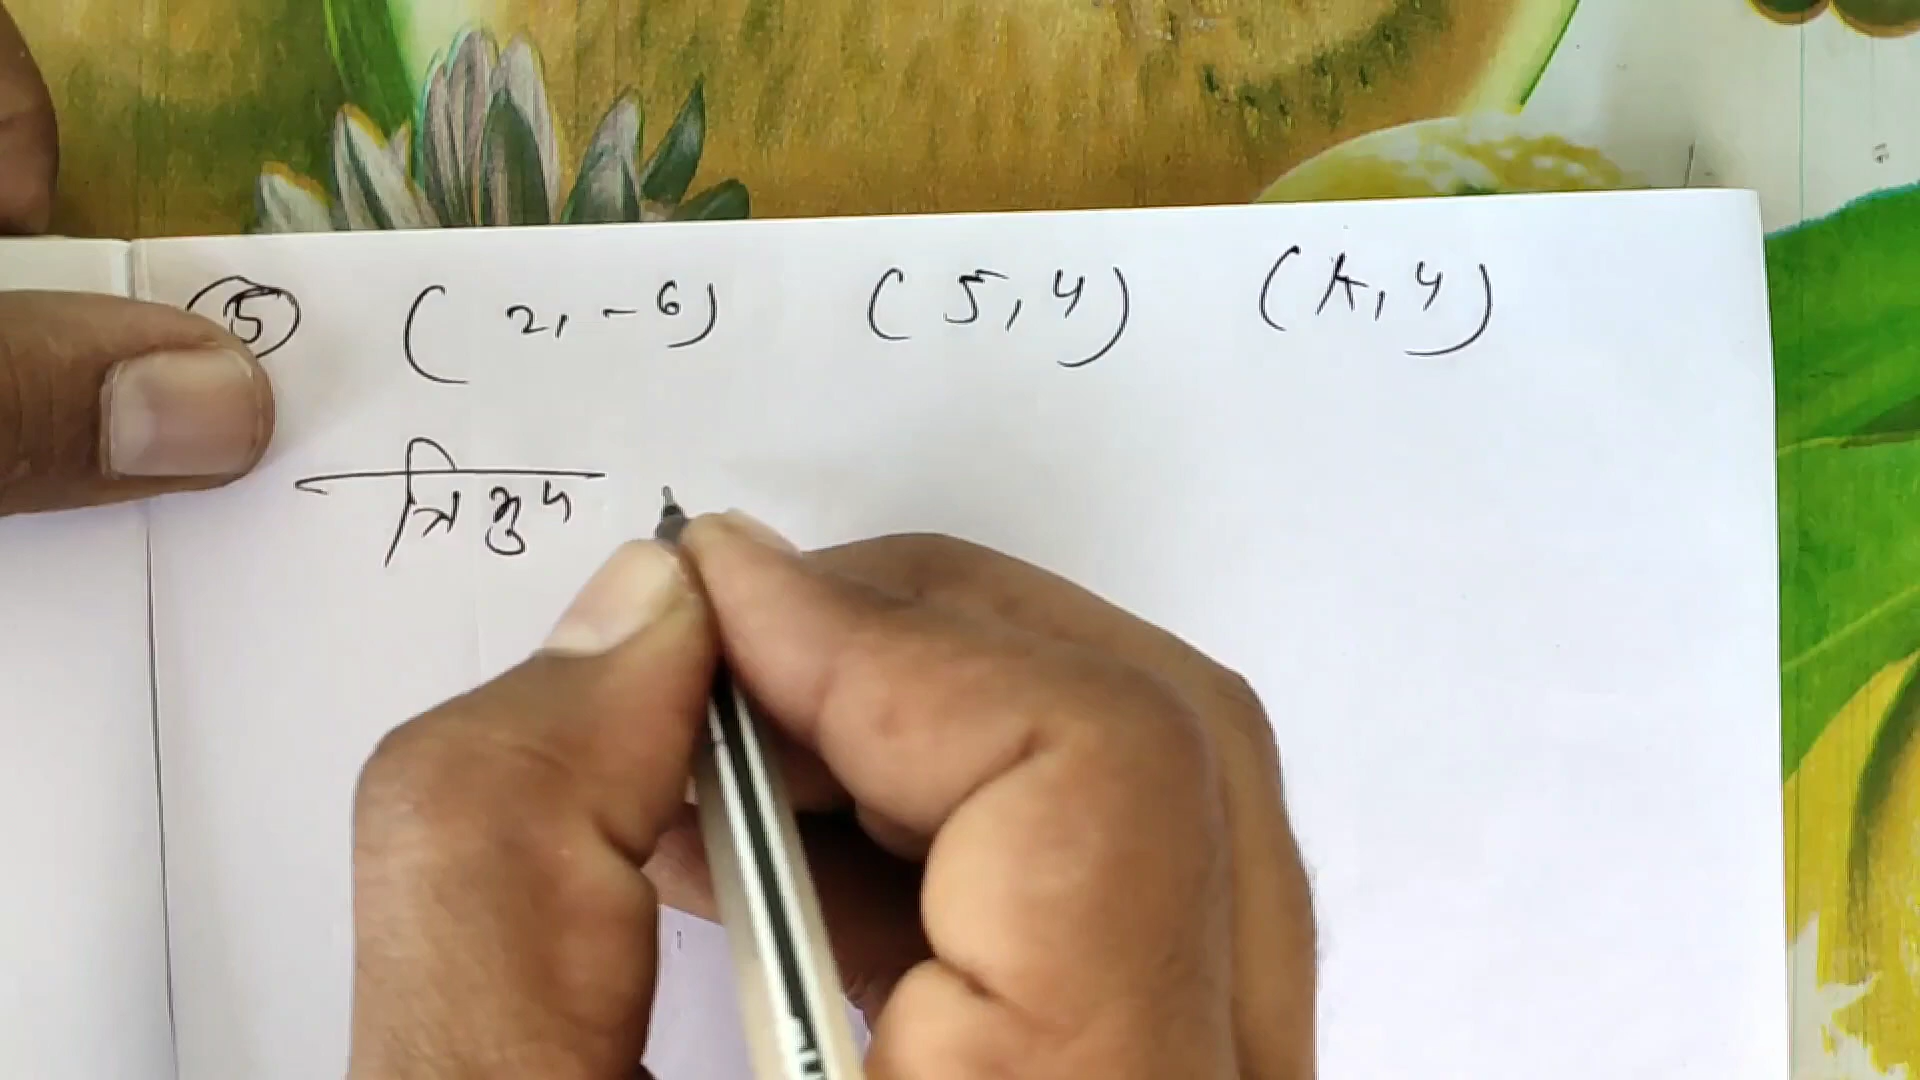 (5) (2, -6) (5, 4) (k, 4)
त्रिभुज